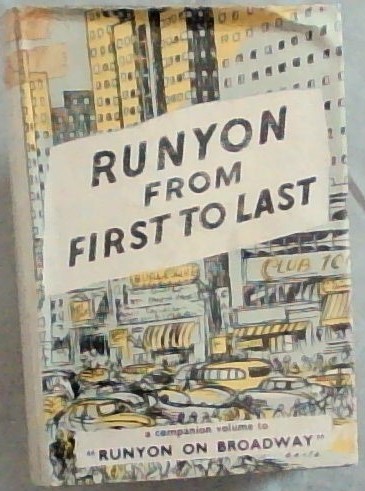 RUNYON
FROM
FIRST TO LAST
CLUB
a companion volume to
"RUNYON ON BROADWAY"